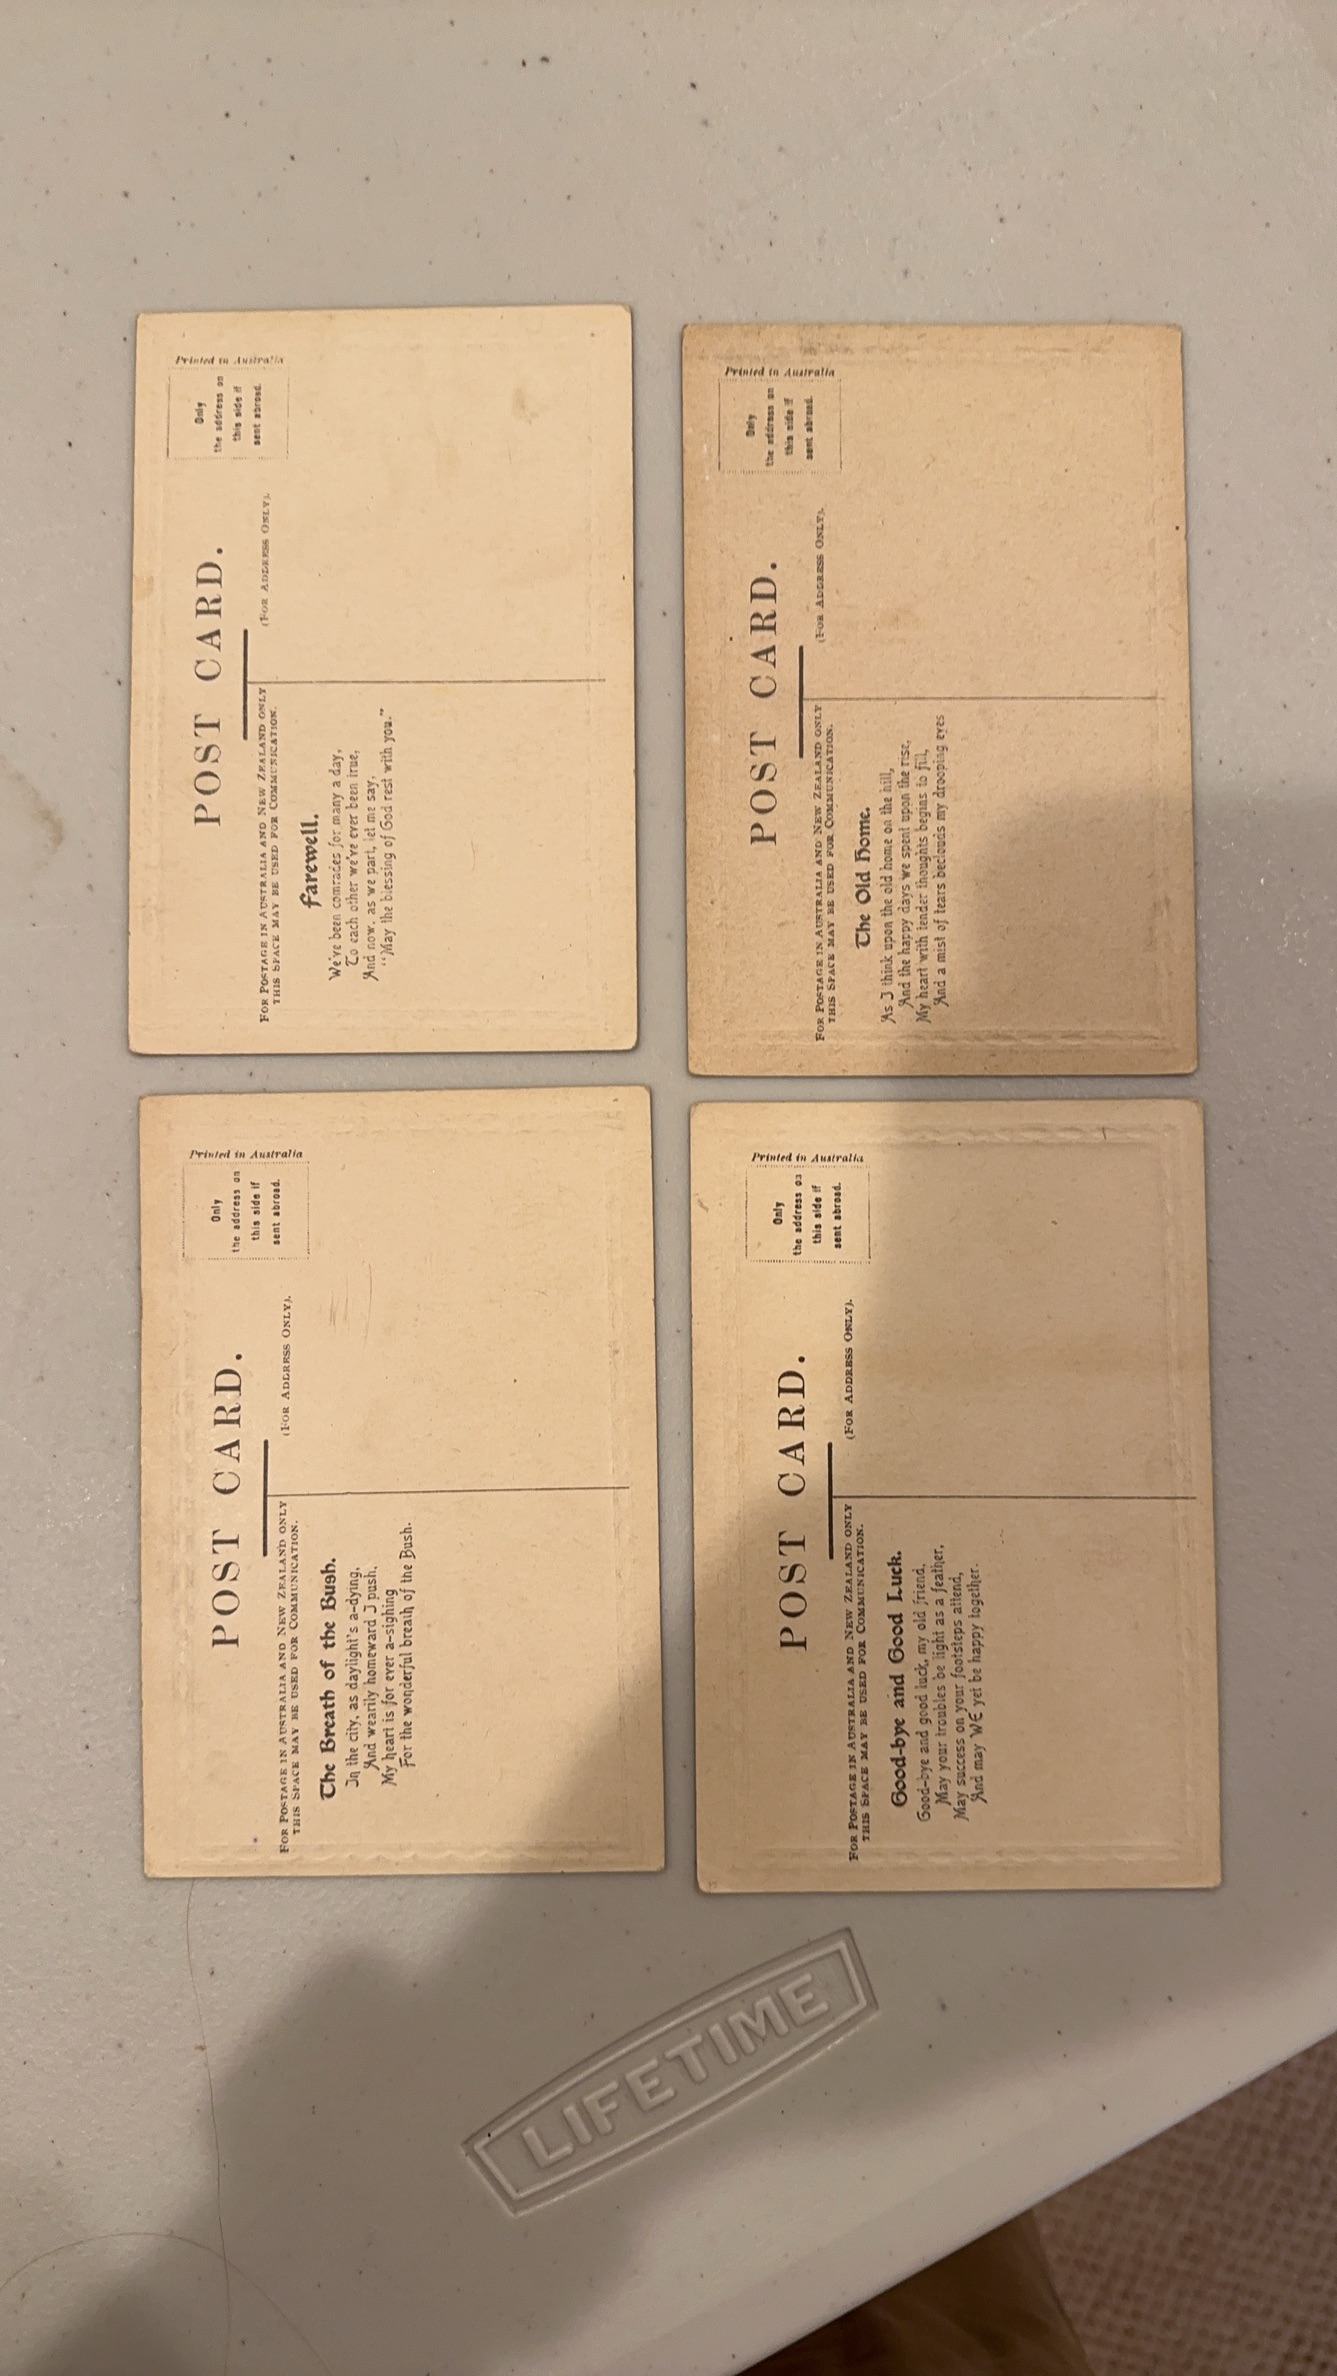 Printed in Australia
Only
the address on
this side if
sent abroad.
POST CARD.
FOR POSTAGE IN AUSTRALIA AND NEW ZEALAND ONLY
THIS SPACE MAY BE USED FOR COMMUNICATION.
(FOR ADDRESS ONLY).
Farewell.
We've been comrades for many a day,
To each other we've ever been true,
And now, as we part, let me say,
"May the blessing of God rest with you."
Printed in Australia
Only
the address on
this side if
sent abroad.
POST CARD.
FOR POSTAGE IN AUSTRALIA AND NEW ZEALAND ONLY
THIS SPACE MAY BE USED FOR COMMUNICATION.
(FOR ADDRESS ONLY).
The Old Home.
As I think upon the old home on the hill,
And the happy days we spent upon the rise,
My heart with tender thoughts begins to fill,
And a mist of tears beclouds my drooping eyes
Printed in Australia
Only
the address on
this side if
sent abroad.
POST CARD.
FOR POSTAGE IN AUSTRALIA AND NEW ZEALAND ONLY
THIS SPACE MAY BE USED FOR COMMUNICATION.
(FOR ADDRESS ONLY).
The Breath of the Bush.
In the city, as daylight's a-dying,
And wearily homeward I push,
My heart is for ever a-sighing
For the wonderful breath of the Bush.
Printed in Australia
Only
the address on
this side if
sent abroad.
POST CARD.
FOR POSTAGE IN AUSTRALIA AND NEW ZEALAND ONLY
THIS SPACE MAY BE USED FOR COMMUNICATION.
(FOR ADDRESS ONLY).
Good-bye and Good Luck.
Good-bye and good luck, my old friend,
May your troubles be light as a feather,
May success on your footsteps attend,
And may WE yet be happy together.
LIFETIME